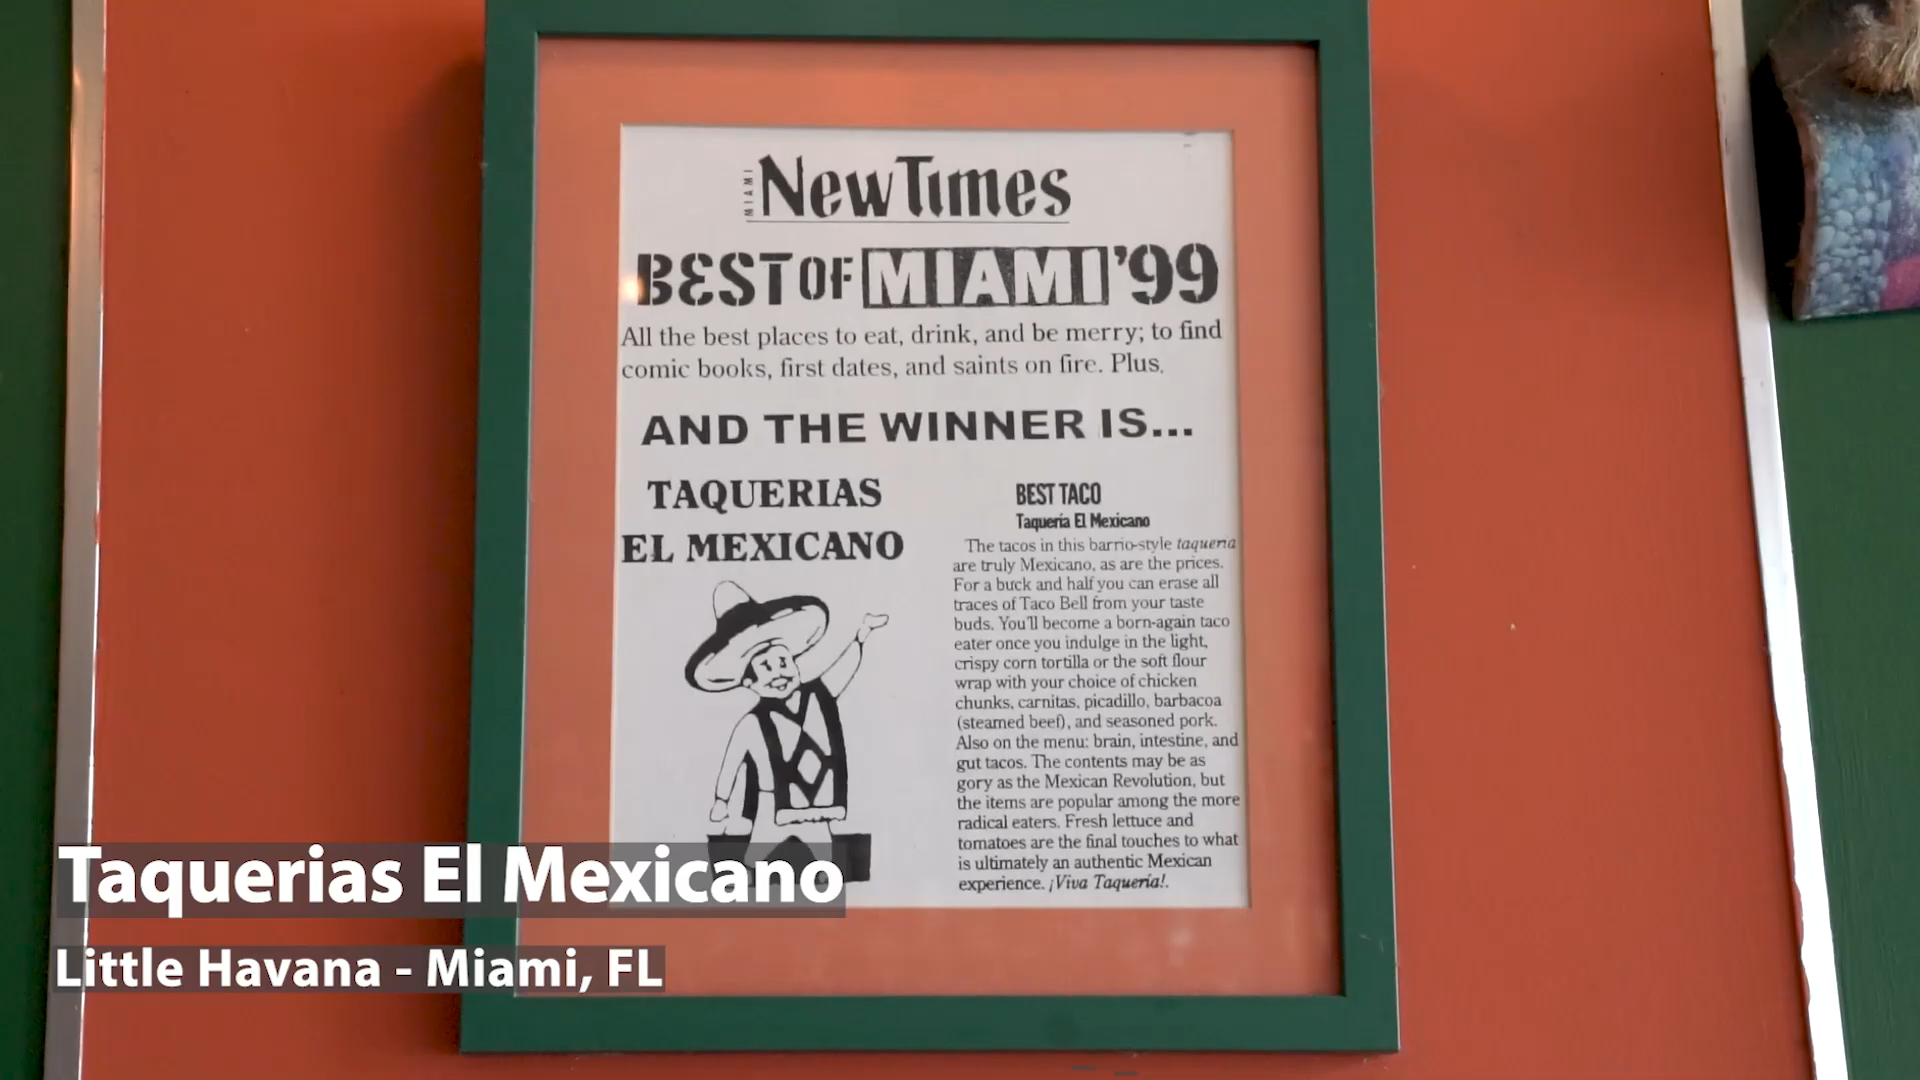 MIAMI
NewTimes
BEST OF MIAMI '99
All the best places to eat, drink, and be merry; to find
comic books, first dates, and saints on fire. Plus,
AND THE WINNER IS...
TAQUERIAS
EL MEXICANO
BEST TACO
Taquería El Mexicano
The tacos in this barrio-style taqueria
are truly Mexicano, as are the prices.
For a buck and half you can erase all
traces of Taco Bell from your taste
buds. You'll become a born-again taco
eater once you indulge in the light,
crispy corn tortilla or the soft flour
wrap with your choice of chicken
chunks, carnitas, picadillo, barbacoa
(steamed beef), and seasoned pork.
Also on the menu: brain, intestine, and
gut tacos. The contents may be as
gory as the Mexican Revolution, but
the items are popular among the more
radical eaters. Fresh lettuce and
tomatoes are the final touches to what
is ultimately an authentic Mexican
experience. ¡Viva Taquería!.
Taquerias El Mexicano
Little Havana - Miami, FL